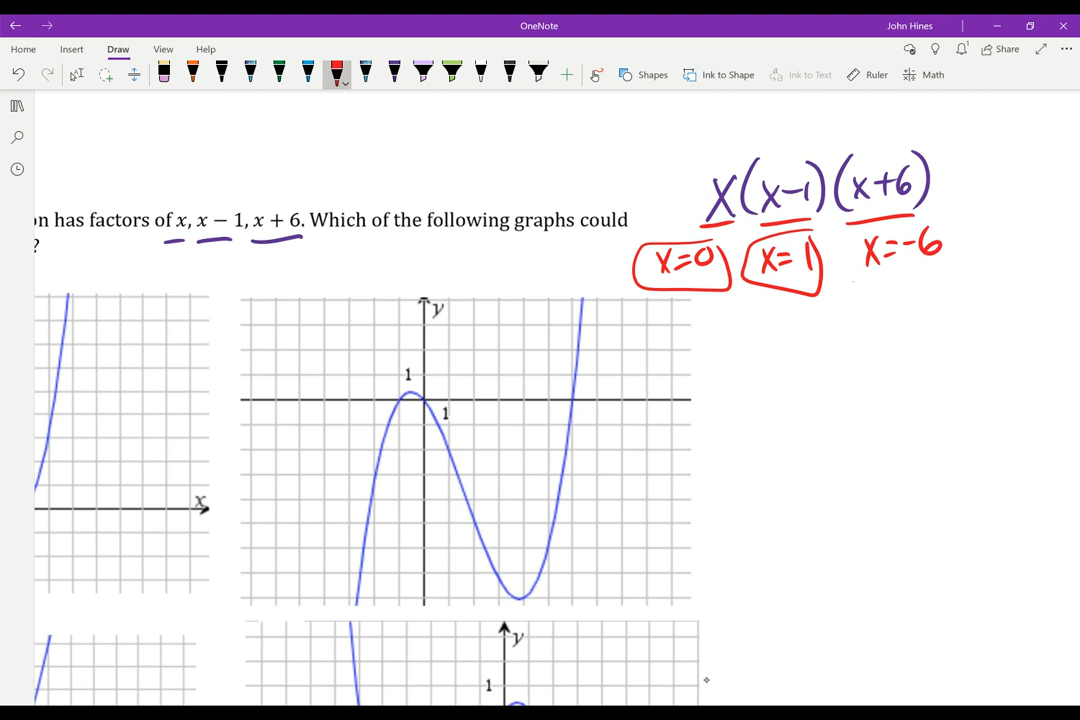 OneNote
John Hines
Home Insert Draw View Help
Share
Shapes
Ink to Shape
Ink to Text
Ruler
Math
x(x-1)(x+6)
on has factors of x, x − 1, x + 6. Which of the following graphs could
?
x=0 x=1 x=-6
y
1
1
x
y
1